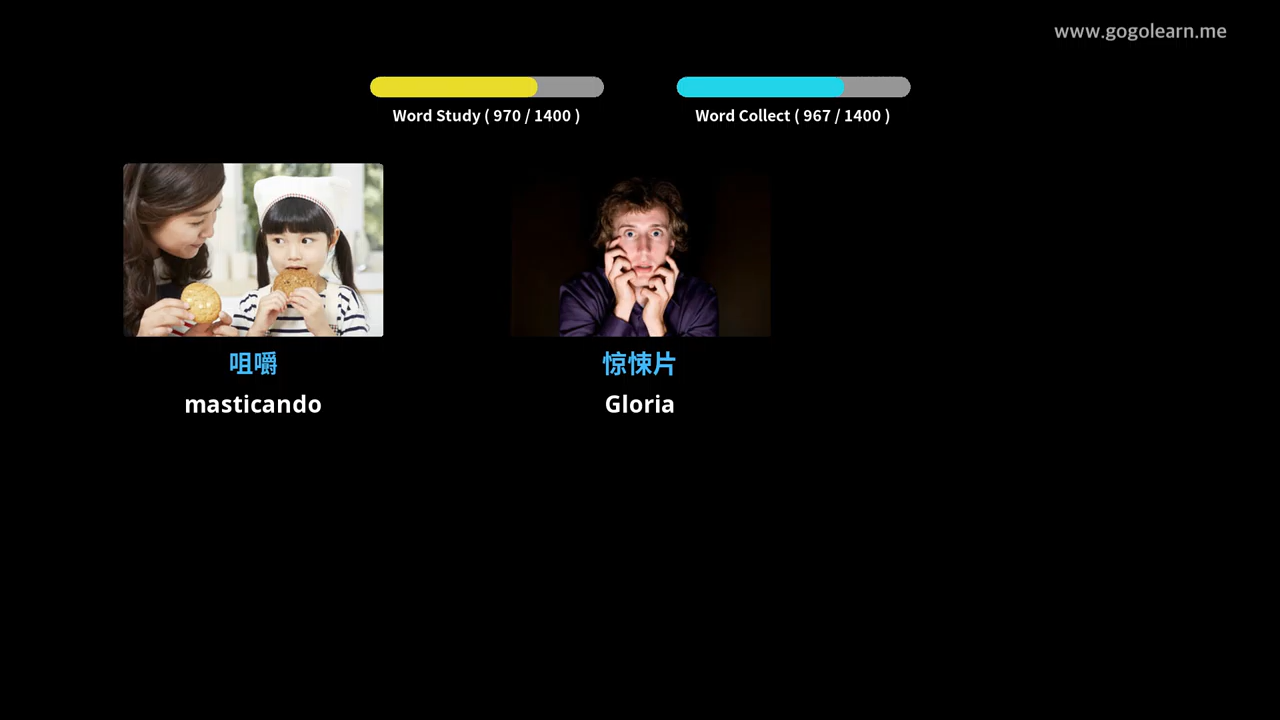 www.gogolearn.me
Word Study ( 970 / 1400 )
Word Collect ( 967 / 1400 )
咀嚼
masticando
惊悚片
Gloria